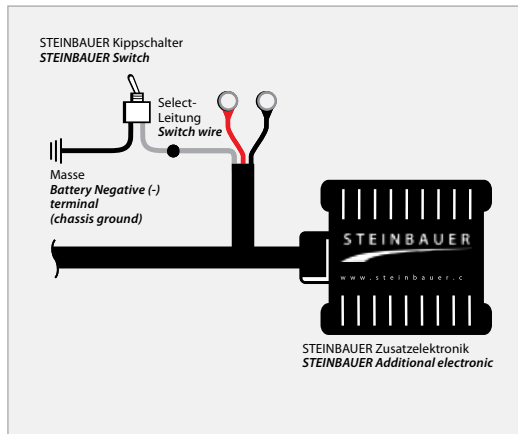 STEINBAUER Kippschalter
STEINBAUER Switch
Select-
Leitung
Switch wire
Masse
Battery Negative (-)
terminal
(chassis ground)
STEINBAUER
www.steinbauer.c
STEINBAUER Zusatzelektronik
STEINBAUER Additional electronic